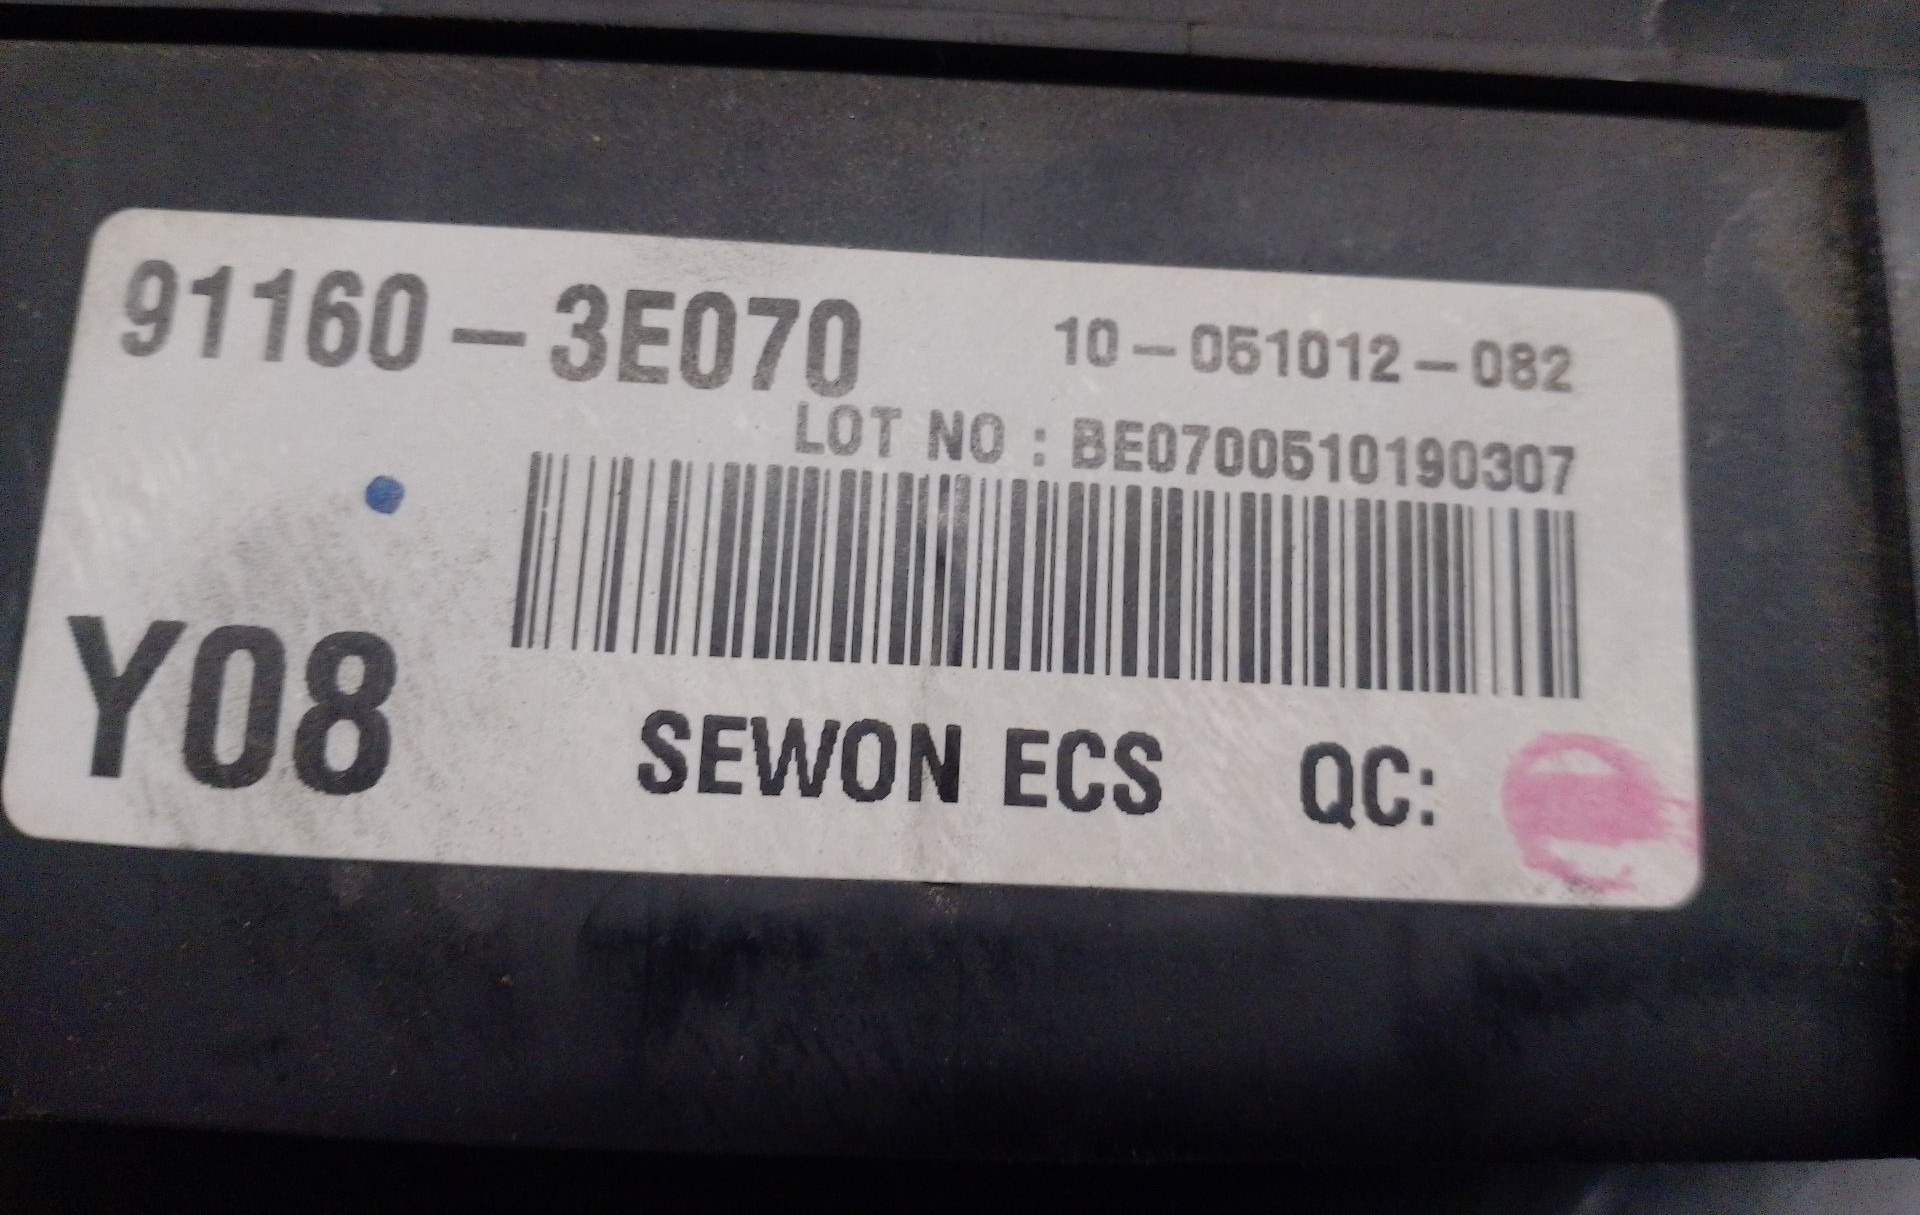 91160-3E070 10-051012-082
LOT NO : BE0700510190307
Y08
SEWON ECS QC: